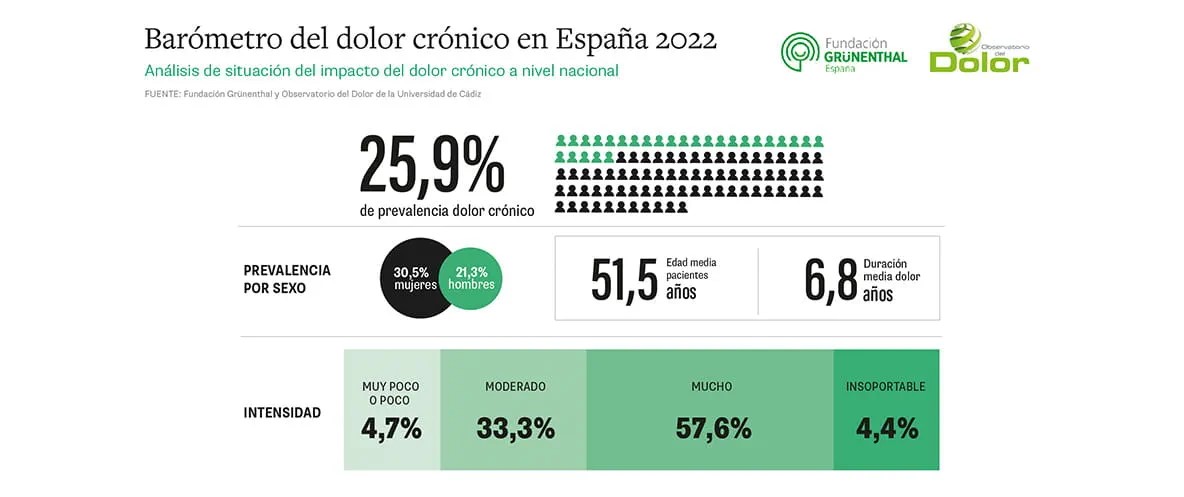 Barómetro del dolor crónico en España 2022
Análisis de situación del impacto del dolor crónico a nivel nacional
FUENTE: Fundación Grünenthal y Observatorio del Dolor de la Universidad de Cádiz
Fundación
GRÜNENTHAL
España
Observatorio
del
Dolor
25,9%
de prevalencia dolor crónico
PREVALENCIA
POR SEXO
30,5%
mujeres
21,3%
hombres
51,5
Edad media
pacientes
años
6,8
Duración
media dolor
años
INTENSIDAD
MUY POCO
O POCO
4,7%
MODERADO
33,3%
MUCHO
57,6%
INSOPORTABLE
4,4%